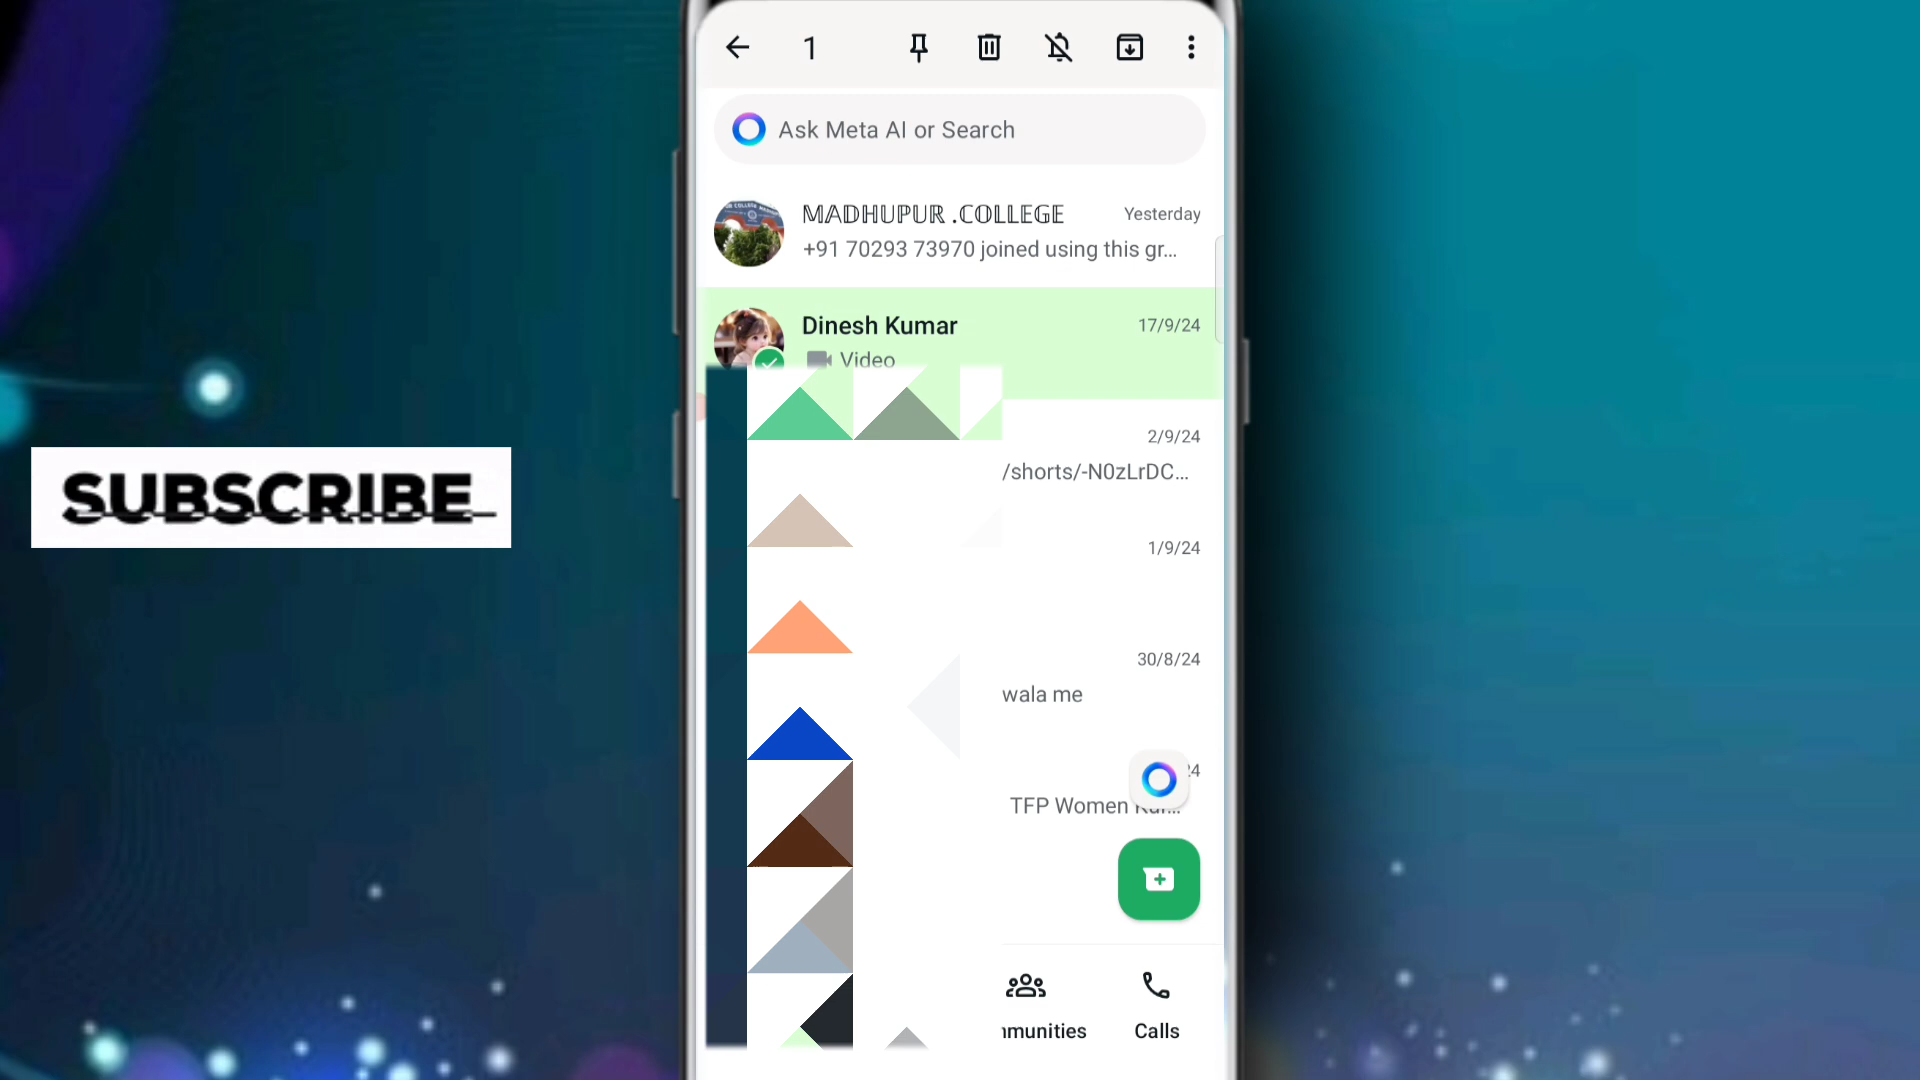 1
Ask Meta AI or Search
𝕄𝔸𝔻ℍ𝕌ℙ𝕌ℝ .ℂ𝕆𝕃𝕃𝔼𝔾𝔼 Yesterday
+91 70293 73970 joined using this gr...
Dinesh Kumar 17/9/24
Video
2/9/24
/shorts/-N0zLrDC...
SUBSCRIBE
1/9/24
30/8/24
wala me
24
TFP Women
mmunities Calls